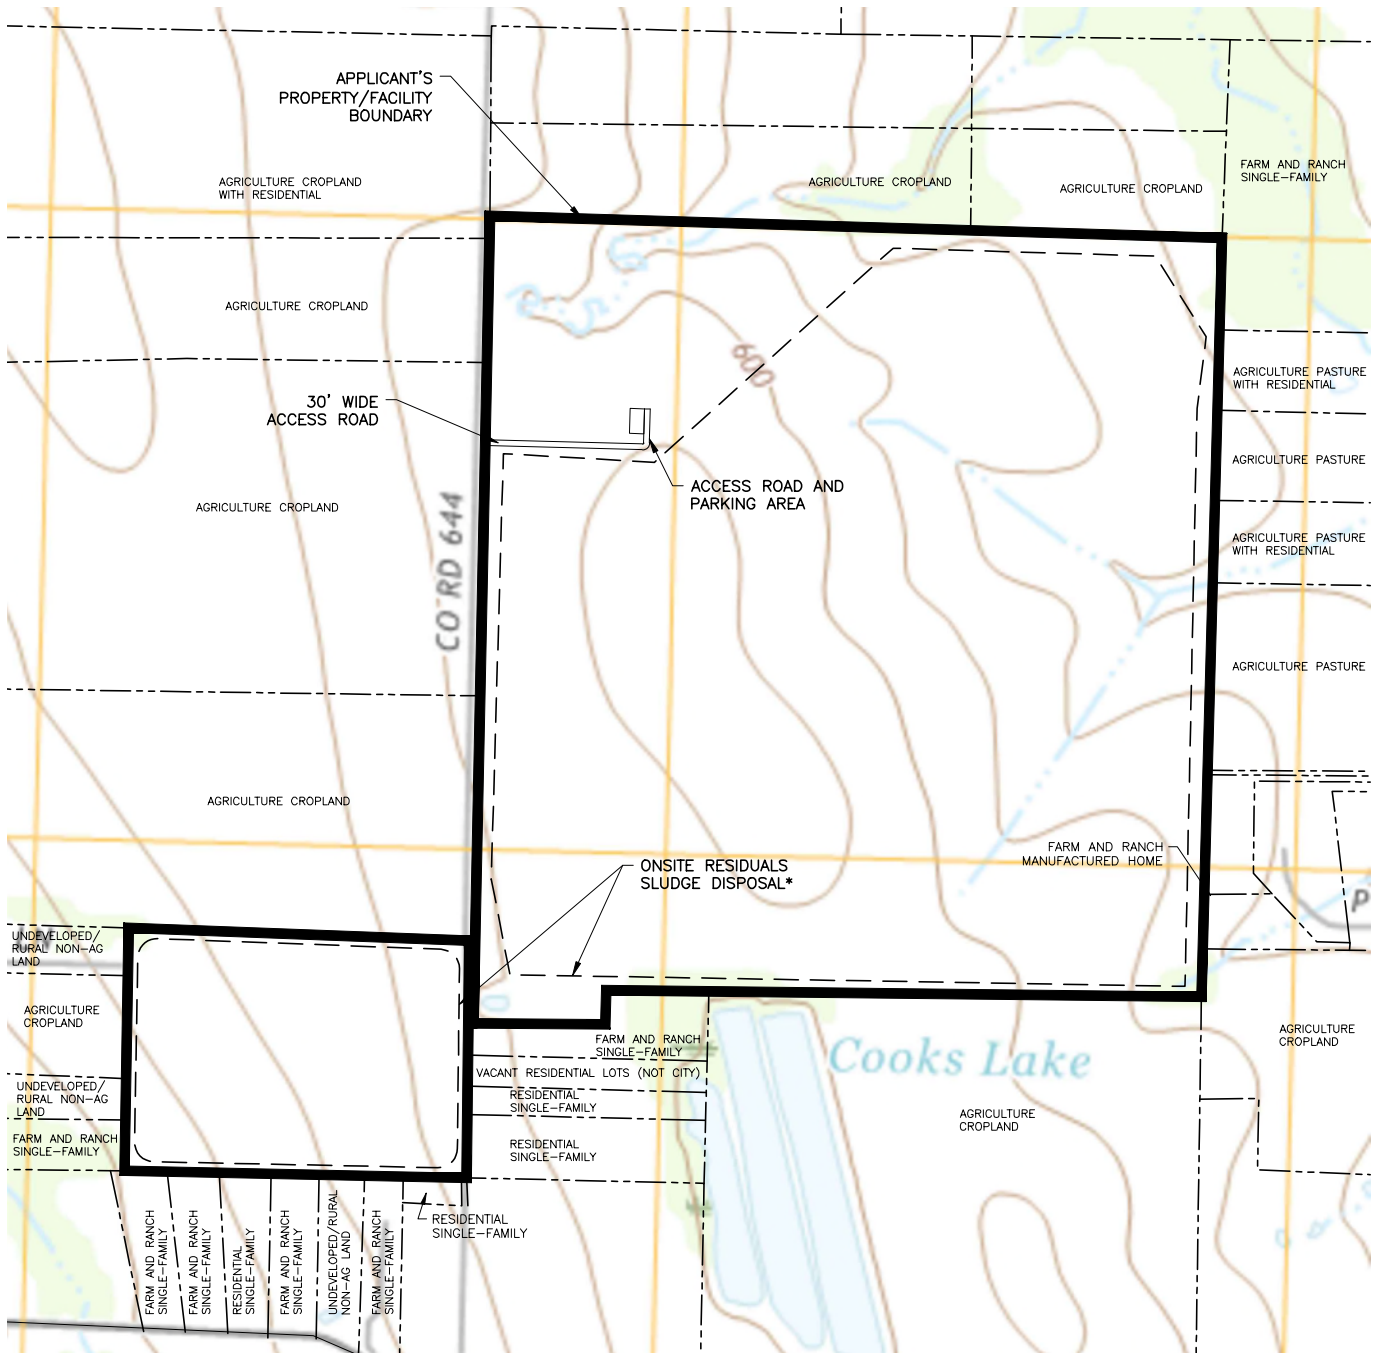 APPLICANT'S
PROPERTY/FACILITY
BOUNDARY
AGRICULTURE CROPLAND
WITH RESIDENTIAL
AGRICULTURE CROPLAND
AGRICULTURE CROPLAND
FARM AND RANCH
SINGLE-FAMILY
AGRICULTURE CROPLAND
600
AGRICULTURE PASTURE
WITH RESIDENTIAL
30' WIDE
ACCESS ROAD
AGRICULTURE PASTURE
ACCESS ROAD AND
PARKING AREA
AGRICULTURE CROPLAND
CO RD 644
AGRICULTURE PASTURE
WITH RESIDENTIAL
AGRICULTURE PASTURE
AGRICULTURE CROPLAND
FARM AND RANCH
MANUFACTURED HOME
ONSITE RESIDUALS
SLUDGE DISPOSAL*
P
LN
UNDEVELOPED/
RURAL NON-AG
LAND
AGRICULTURE
CROPLAND
UNDEVELOPED/
RURAL NON-AG
LAND
FARM AND RANCH
SINGLE-FAMILY
FARM AND RANCH
SINGLE-FAMILY
VACANT RESIDENTIAL LOTS (NOT CITY)
RESIDENTIAL
SINGLE-FAMILY
RESIDENTIAL
SINGLE-FAMILY
Cooks Lake
AGRICULTURE
CROPLAND
AGRICULTURE
CROPLAND
FARM AND RANCH
SINGLE-FAMILY
FARM AND RANCH
SINGLE-FAMILY
RESIDENTIAL
SINGLE-FAMILY
FARM AND RANCH
SINGLE-FAMILY
UNDEVELOPED/RURAL
NON-AG LAND
FARM AND RANCH
SINGLE-FAMILY
RESIDENTIAL
SINGLE-FAMILY